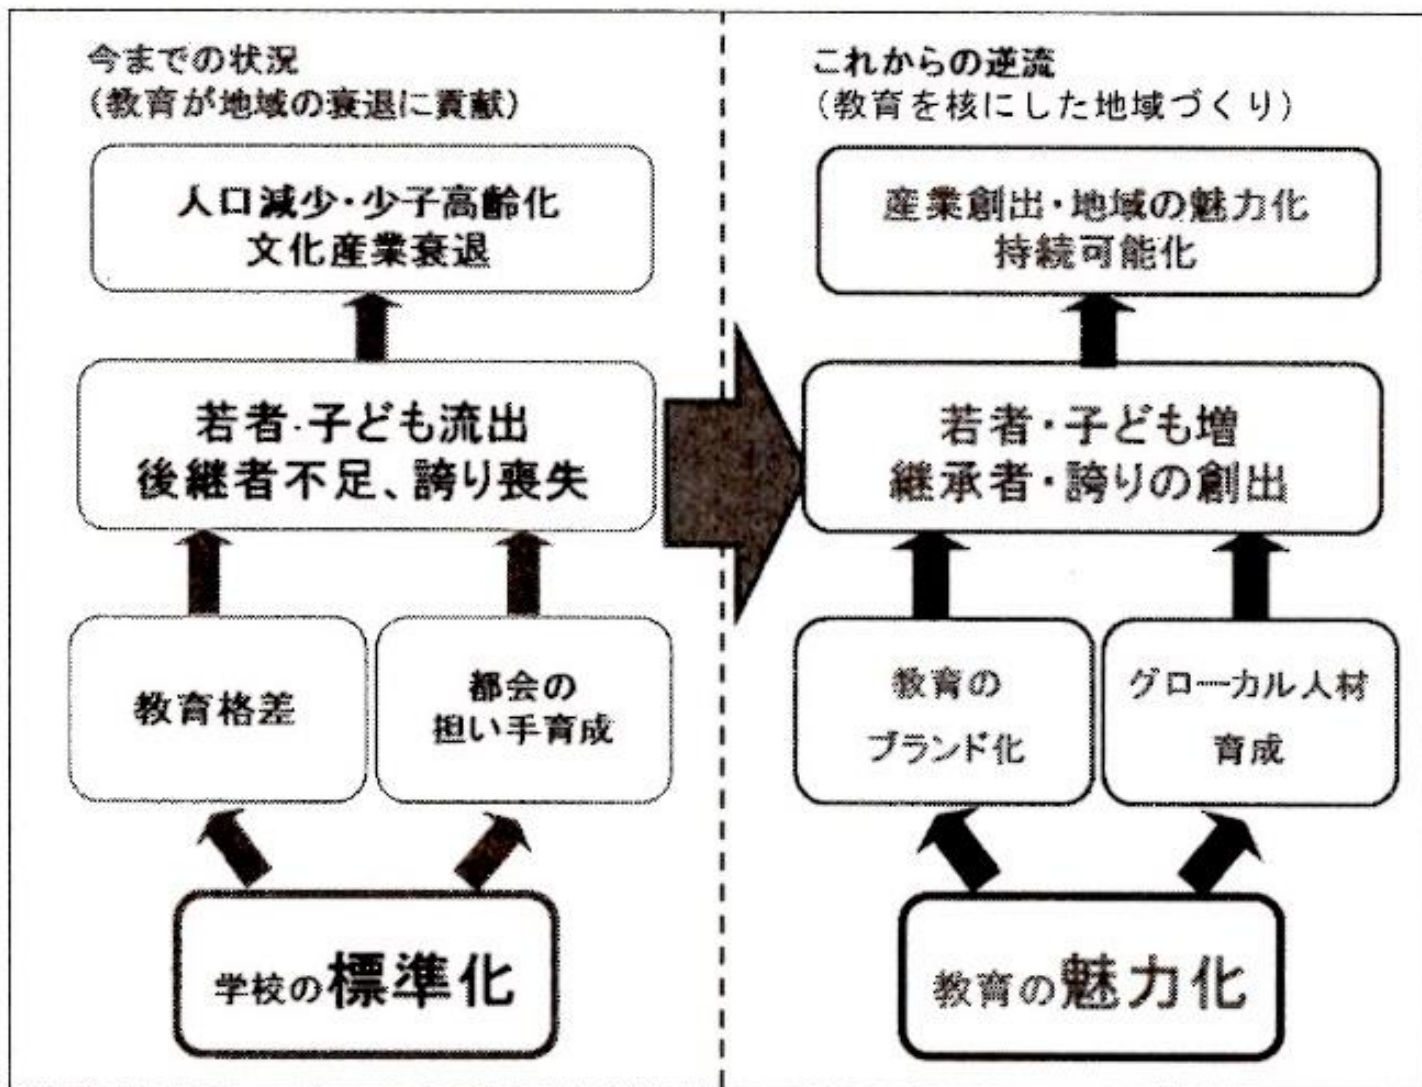 今までの状況
(教育が地域の衰退に貢献)
人口減少・少子高齢化
文化産業衰退
若者・子ども流出
後継者不足、誇り喪失
教育格差
都会の
担い手育成
学校の標準化
これからの逆流
(教育を核にした地域づくり)
産業創出・地域の魅力化
持続可能化
若者・子ども増
継承者・誇りの創出
教育の
ブランド化
グローカル人材
育成
教育の魅力化